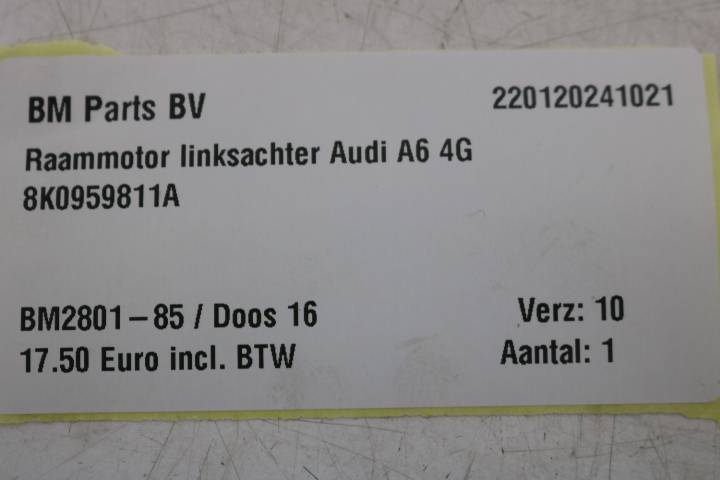 BM Parts BV 220120241021
Raammotor linksachter Audi A6 4G
8K0959811A
BM2801-85 / Doos 16 Verz: 10
17.50 Euro incl. BTW Aantal: 1